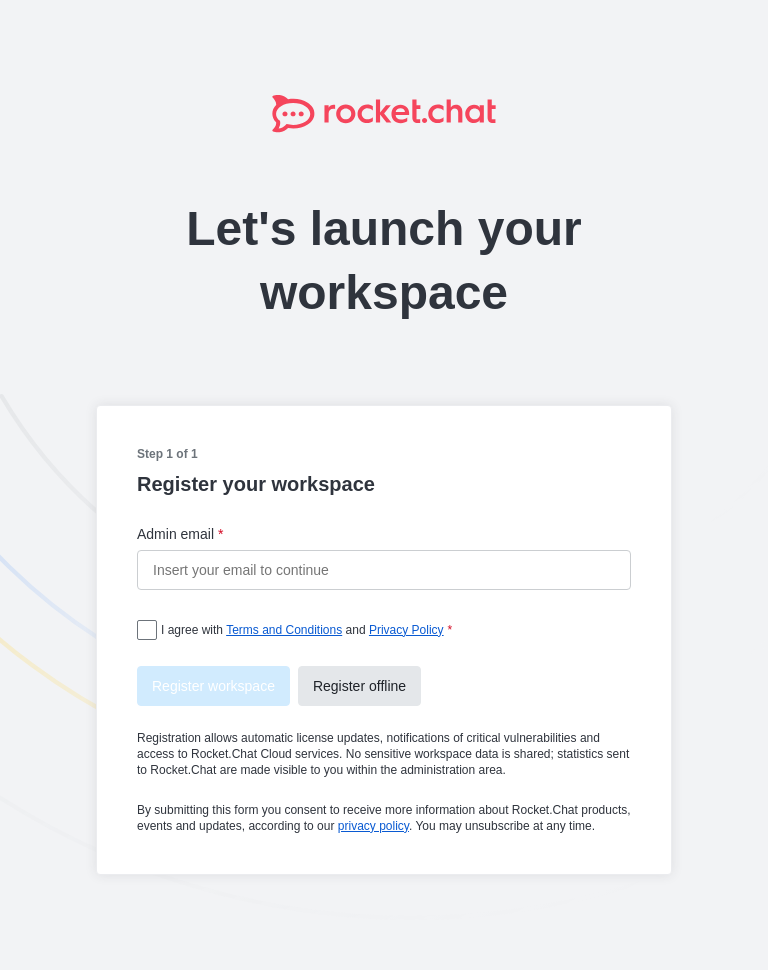 rocket.chat
Let's launch your
workspace
Step 1 of 1
Register your workspace
Admin email *
Insert your email to continue
I agree with Terms and Conditions and Privacy Policy *
Register workspace
Register offline
Registration allows automatic license updates, notifications of critical vulnerabilities and
access to Rocket.Chat Cloud services. No sensitive workspace data is shared; statistics sent
to Rocket.Chat are made visible to you within the administration area.
By submitting this form you consent to receive more information about Rocket.Chat products,
events and updates, according to our privacy policy. You may unsubscribe at any time.